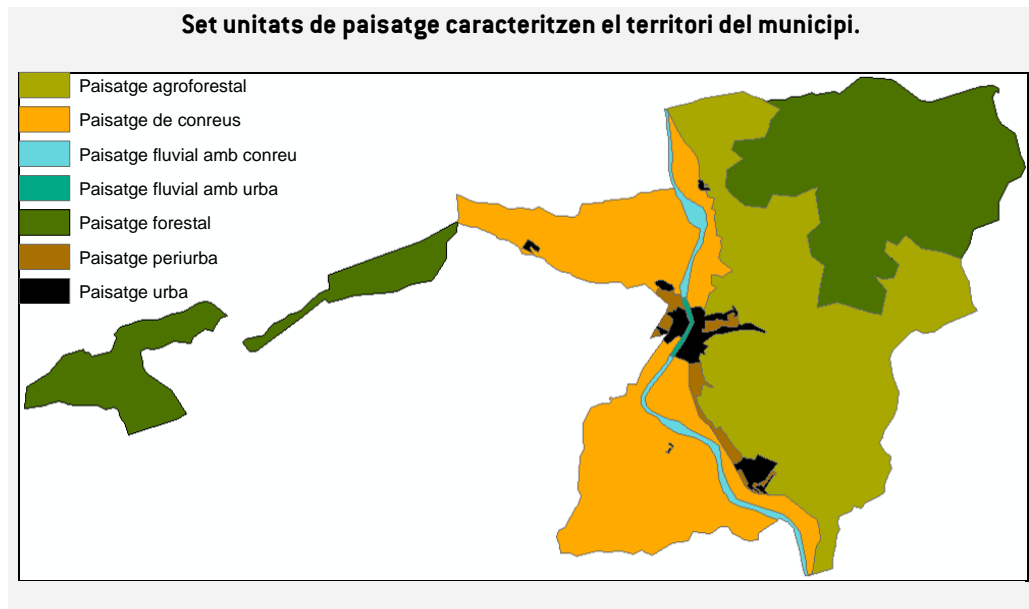 Set unitats de paisatge caracteritzen el territori del municipi.
Paisatge agroforestal
Paisatge de conreus
Paisatge fluvial amb conreu
Paisatge fluvial amb urba
Paisatge forestal
Paisatge periurba
Paisatge urba